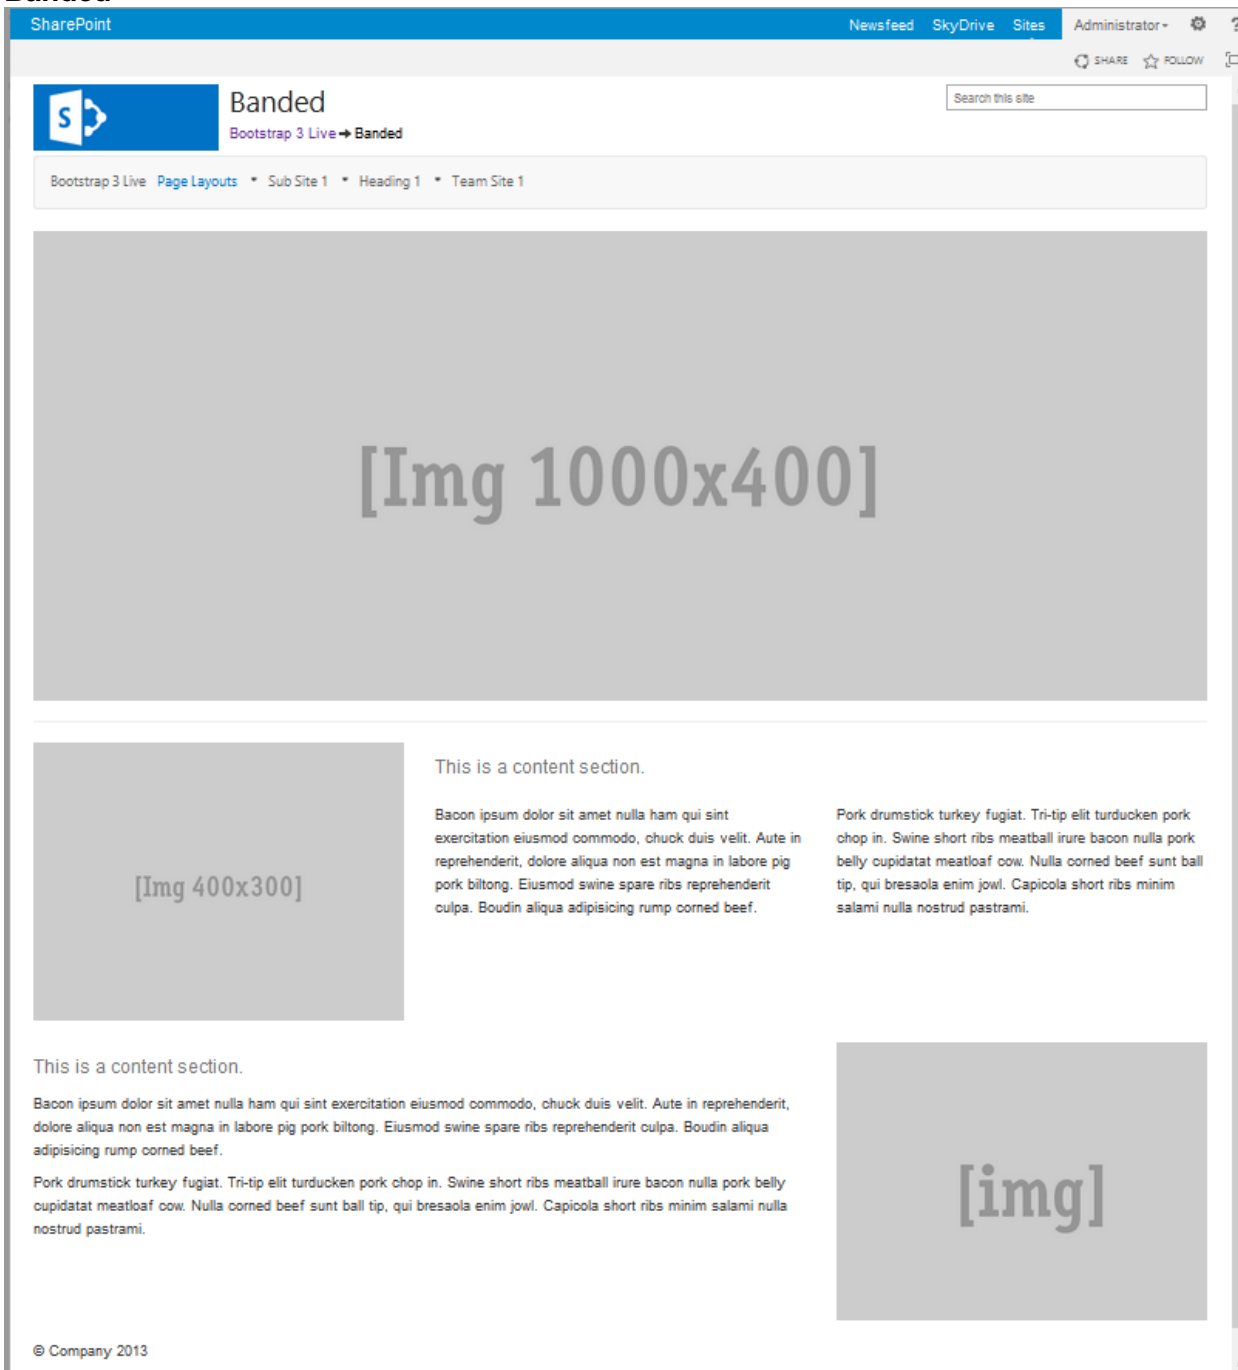 Banded
SharePoint Newsfeed SkyDrive Sites Administrator ?
SHARE FOLLOW
S
Banded
Search this site
Bootstrap 3 Live ➔ Banded
Bootstrap 3 Live Page Layouts Sub Site 1 Heading 1 Team Site 1
[Img 1000x400]
[Img 400x300]
This is a content section.
Bacon ipsum dolor sit amet nulla ham qui sint
exercitation eiusmod commodo, chuck duis velit. Aute in
reprehenderit, dolore aliqua non est magna in labore pig
pork biltong. Eiusmod swine spare ribs reprehenderit
culpa. Boudin aliqua adipisicing rump corned beef.
Pork drumstick turkey fugiat. Tri-tip elit turducken pork
chop in. Swine short ribs meatball irure bacon nulla pork
belly cupidatat meatloaf cow. Nulla corned beef sunt ball
tip, qui bresaola enim jowl. Capicola short ribs minim
salami nulla nostrud pastrami.
This is a content section.
Bacon ipsum dolor sit amet nulla ham qui sint exercitation eiusmod commodo, chuck duis velit. Aute in reprehenderit,
dolore aliqua non est magna in labore pig pork biltong. Eiusmod swine spare ribs reprehenderit culpa. Boudin aliqua
adipisicing rump corned beef.
Pork drumstick turkey fugiat. Tri-tip elit turducken pork chop in. Swine short ribs meatball irure bacon nulla pork belly
cupidatat meatloaf cow. Nulla corned beef sunt ball tip, qui bresaola enim jowl. Capicola short ribs minim salami nulla
nostrud pastrami.
[img]
© Company 2013